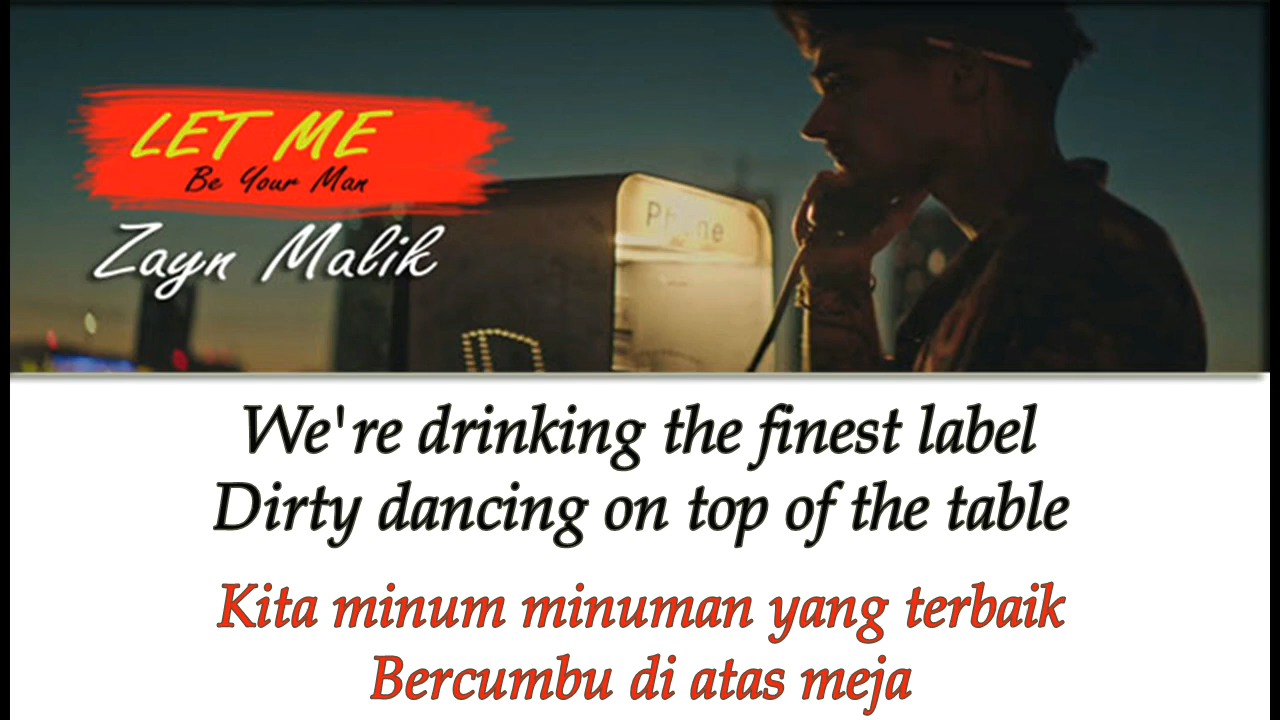 LET ME
Be Your Man
Zayn Malik
Phone
We're drinking the finest label
Dirty dancing on top of the table
Kita minum minuman yang terbaik
Bercumbu di atas meja